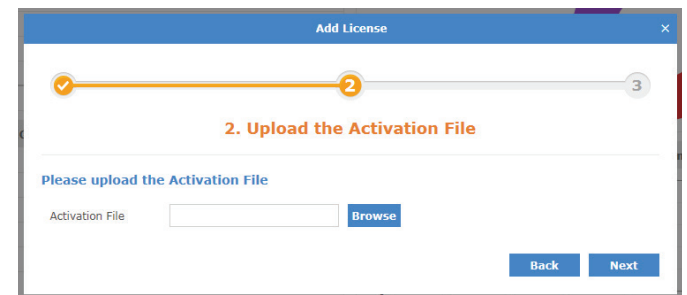 Add License ×
2 3
2. Upload the Activation File
Please upload the Activation File
Activation File Browse
Back Next